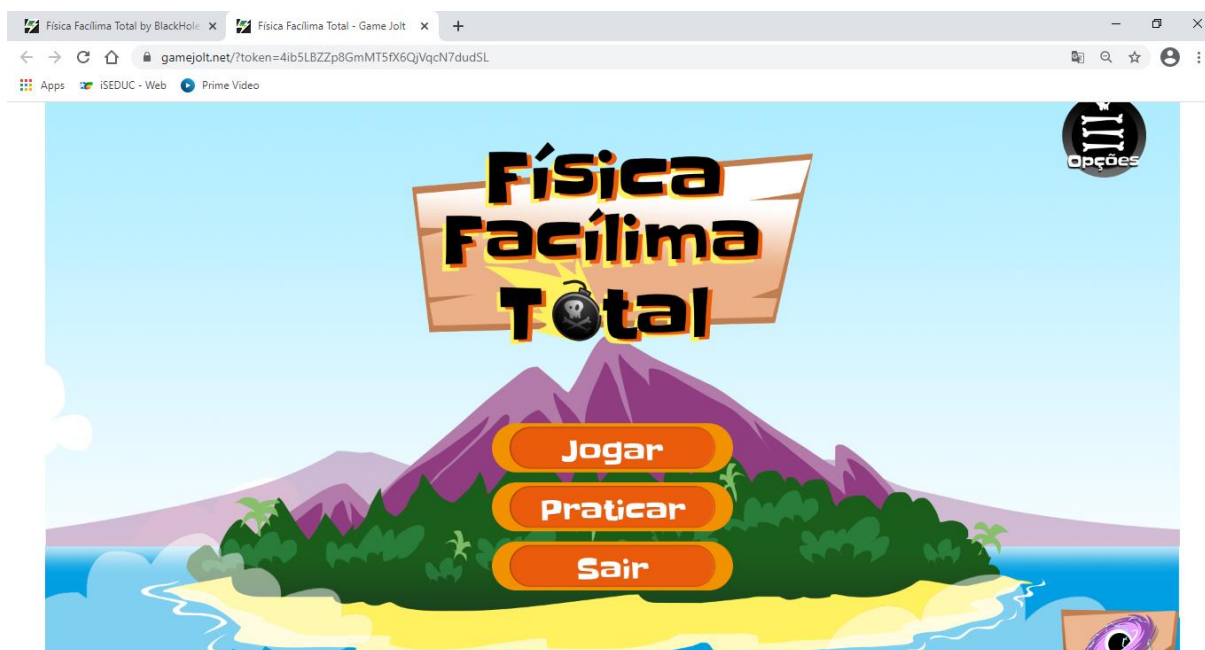 Física Facílima Total by BlackHole
Física Facílima Total - Game Jolt
gamejolt.net/?token=4ib5LBZZp8GmMT5fX6QjVqcN7dudSL
Apps
iSEDUC - Web
Prime Video
Opções
Física
Facílima
Total
Jogar
Praticar
Sair